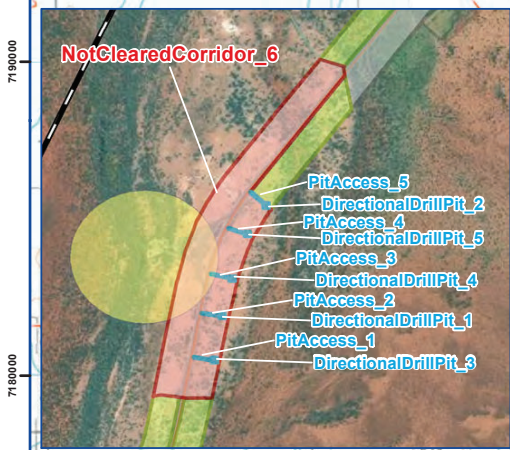 7190000
NotClearedCorridor_6
PitAccess_5
DirectionalDrillPit_2
PitAccess_4
DirectionalDrillPit_5
PitAccess_3
DirectionalDrillPit_4
PitAccess_2
DirectionalDrillPit_1
PitAccess_1
DirectionalDrillPit_3
7180000